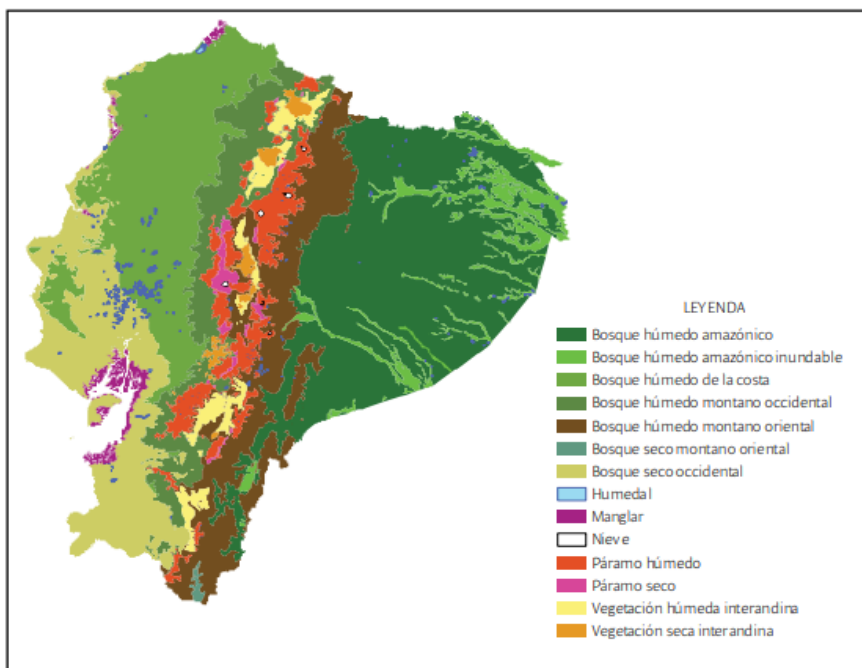 LEYENDA
Bosque húmedo amazónico
Bosque húmedo amazónico inundable
Bosque húmedo de la costa
Bosque húmedo montano occidental
Bosque húmedo montano oriental
Bosque seco montano oriental
Bosque seco occidental
Humedal
Manglar
Nieve
Páramo húmedo
Páramo seco
Vegetación húmeda interandina
Vegetación seca interandina